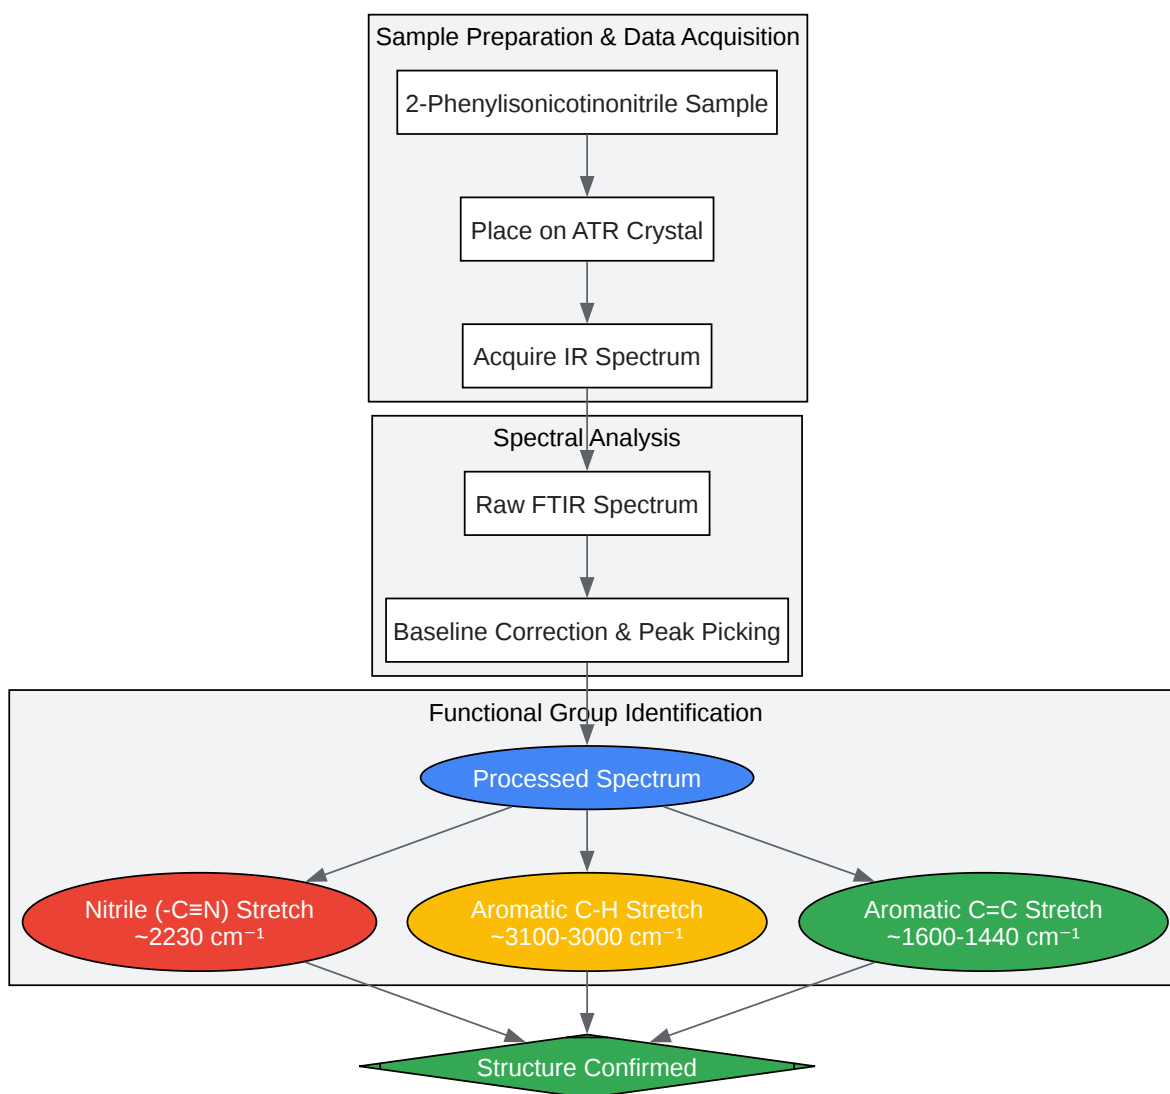 Sample Preparation & Data Acquisition
2-Phenylisonicotinonitrile Sample
Place on ATR Crystal
Acquire IR Spectrum
Spectral Analysis
Raw FTIR Spectrum
Baseline Correction & Peak Picking
Functional Group Identification
Processed Spectrum
Nitrile (-C≡N) Stretch
~2230 cm⁻¹
Aromatic C-H Stretch
~3100-3000 cm⁻¹
Aromatic C=C Stretch
~1600-1440 cm⁻¹
Structure Confirmed